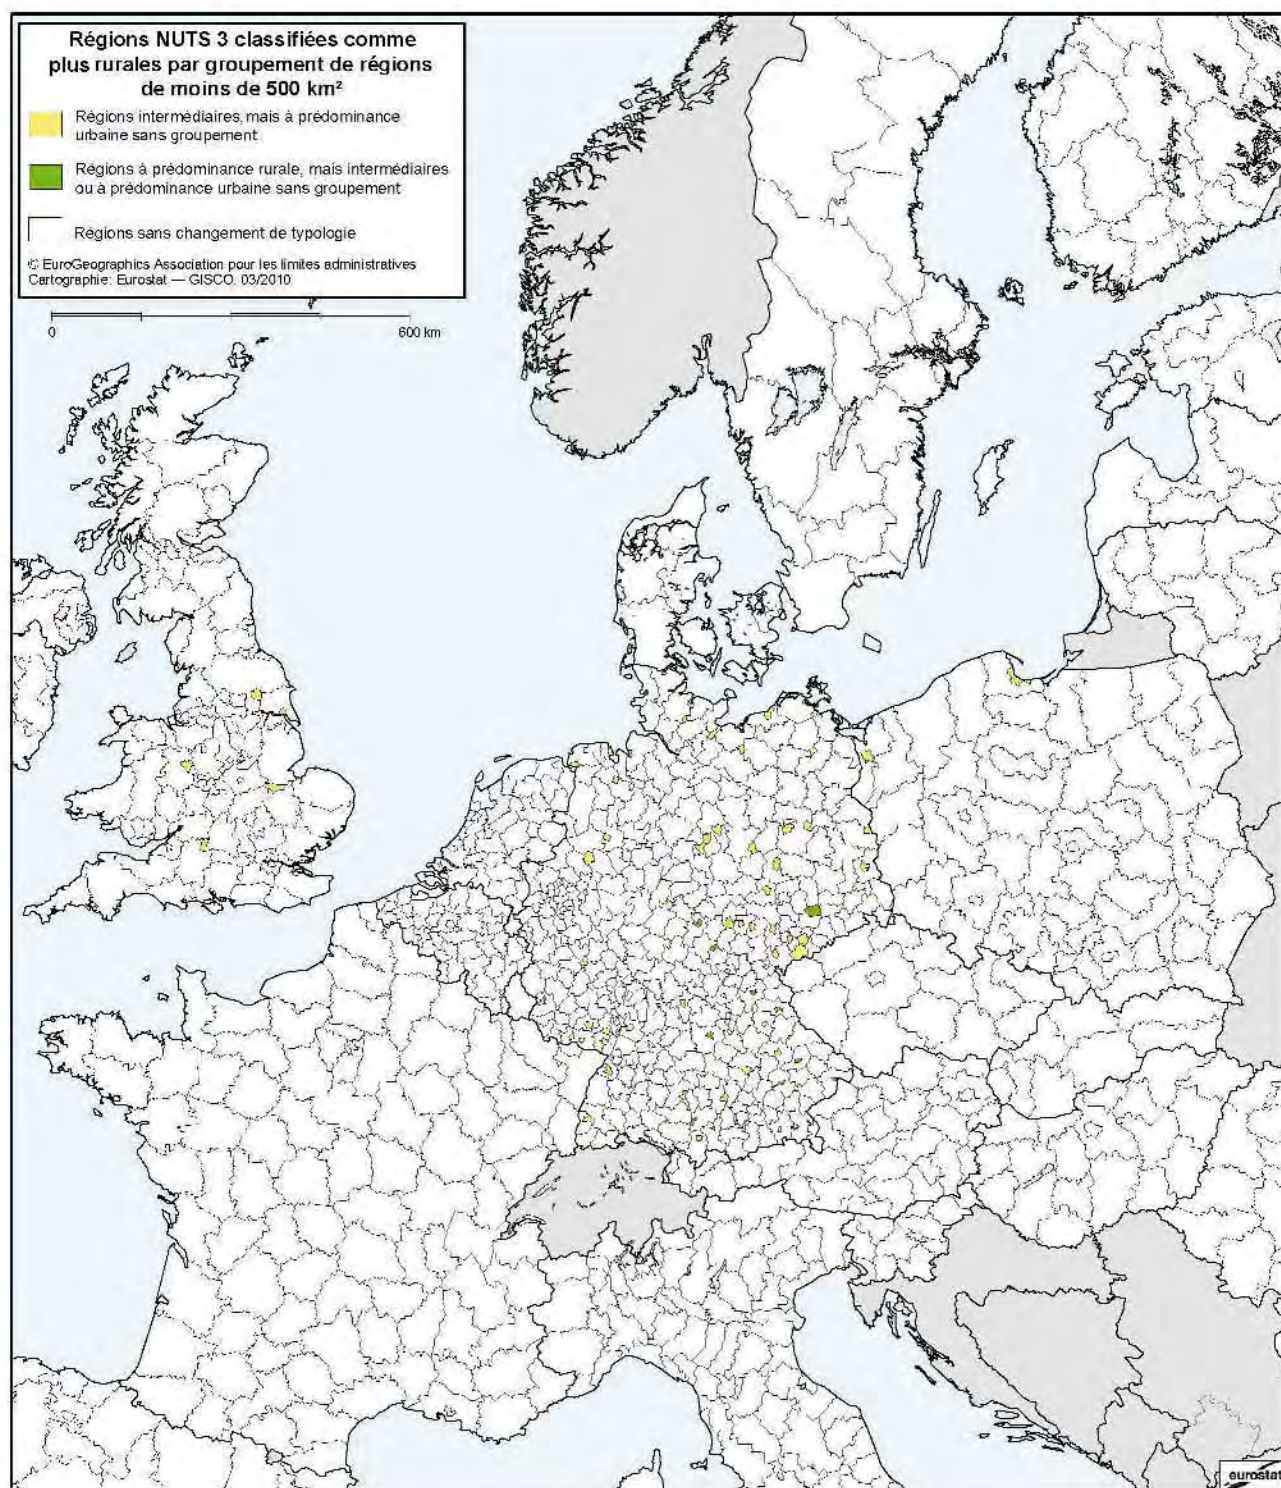 Régions NUTS 3 classifiées comme
plus rurales par groupement de régions
de moins de 500 km²
Régions intermédiaires, mais à prédominance
urbaine sans groupement
Régions à prédominance rurale, mais intermédiaires
ou à prédominance urbaine sans groupement
Régions sans changement de typologie
© EuroGeographics Association pour les limites administratives
Cartographie: Eurostat — GISCO. 03/2010
0 600 km
eurostat